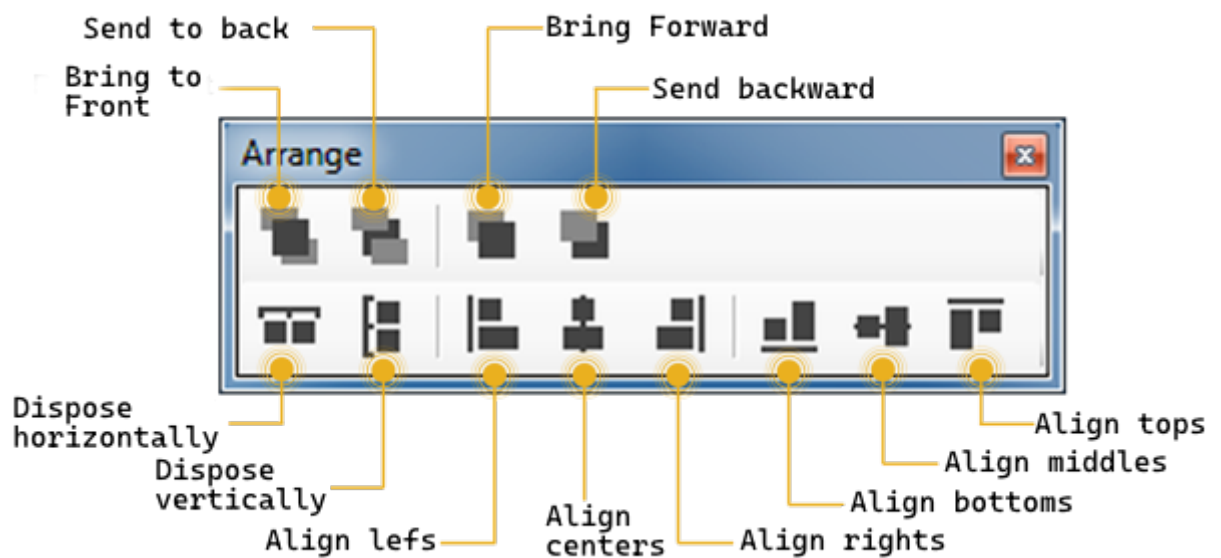 Send to back
Bring Forward
Bring to
Front
Send backward
Arrange
Dispose
horizontally
Dispose
vertically
Align lefs
Align
centers
Align rights
Align bottoms
Align middles
Align tops